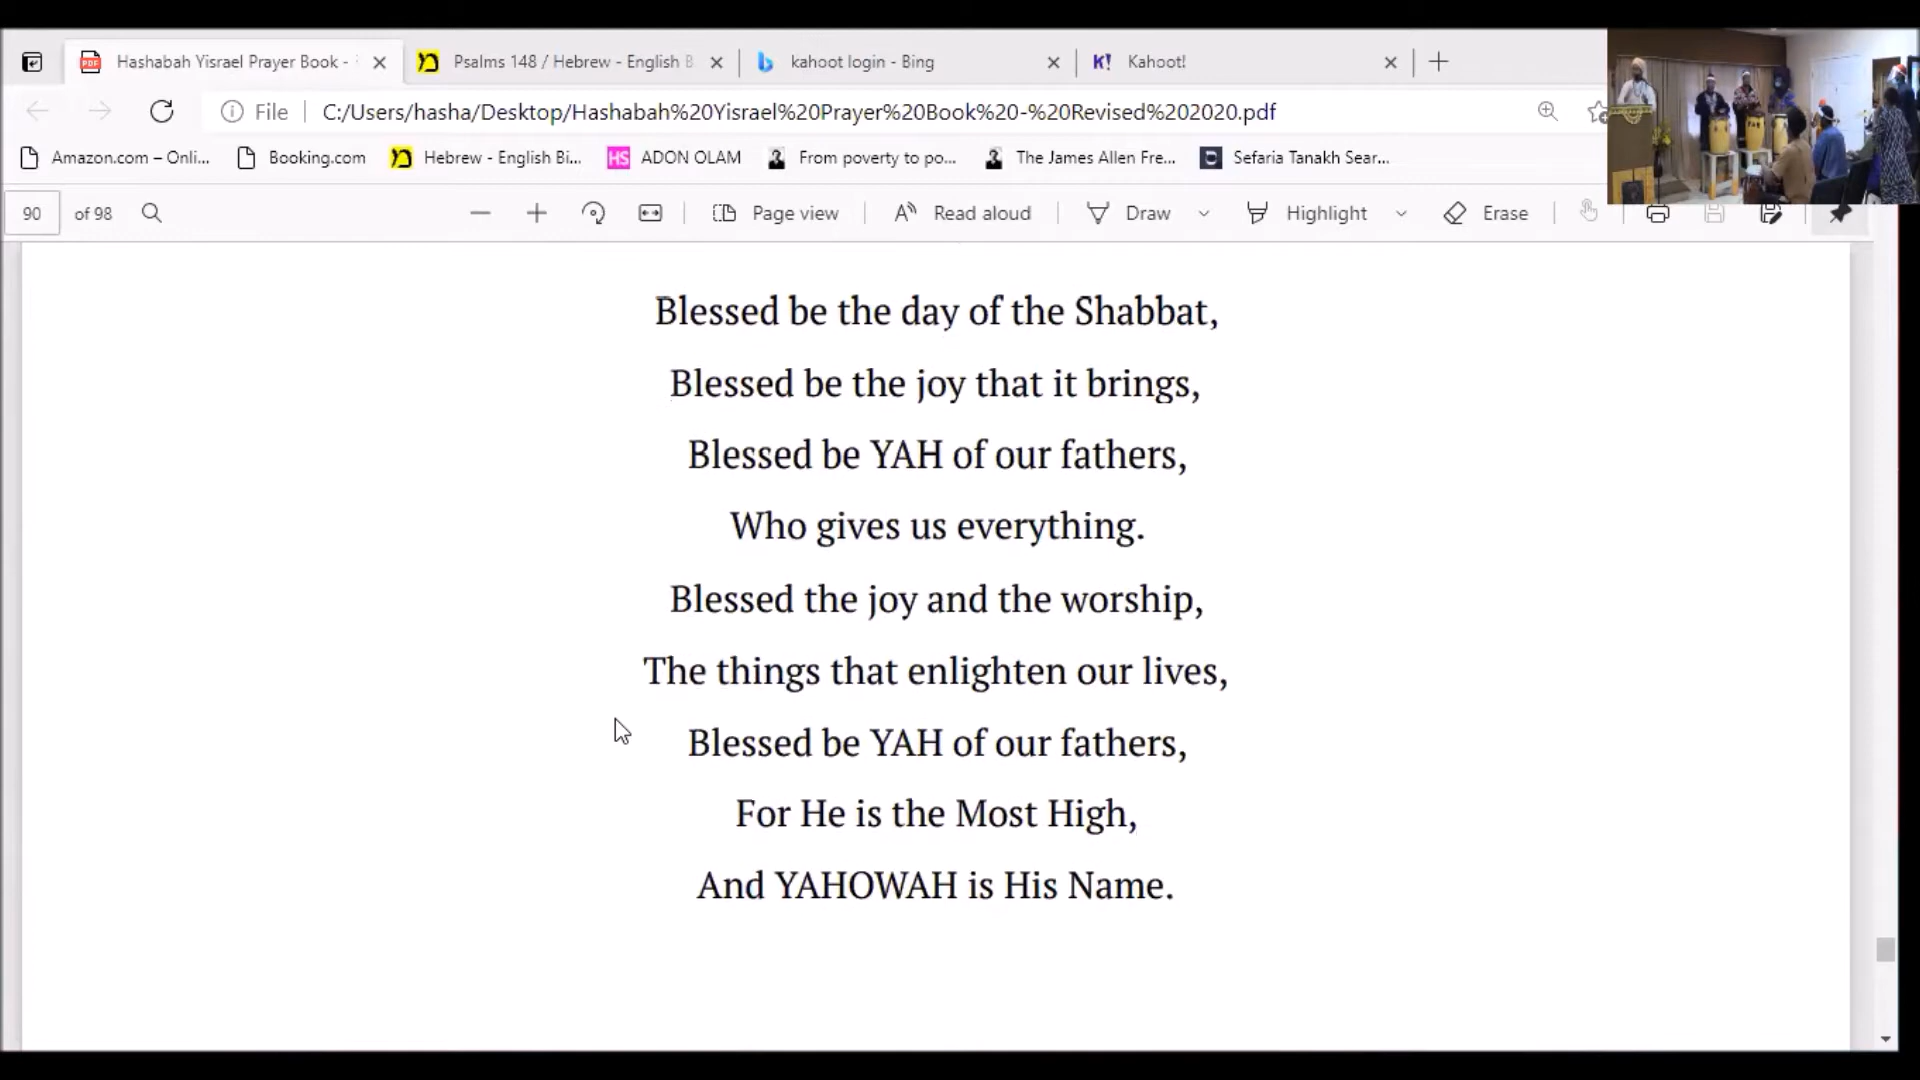 Hashabah Yisrael Prayer Book -
Psalms 148 / Hebrew - English B
kahoot login - Bing
K! Kahoot!
File
C:/Users/hasha/Desktop/Hashabah%20Yisrael%20Prayer%20Book%20-%20Revised%202020.pdf
Amazon.com – Onli...
Booking.com
Hebrew - English Bi...
HS ADON OLAM
From poverty to po...
The James Allen Fre...
Sefaria Tanakh Sear...
90 of 98
Page view
Read aloud
Draw
Highlight
Erase
Blessed be the day of the Shabbat,
Blessed be the joy that it brings,
Blessed be YAH of our fathers,
Who gives us everything.
Blessed the joy and the worship,
The things that enlighten our lives,
Blessed be YAH of our fathers,
For He is the Most High,
And YAHOWAH is His Name.